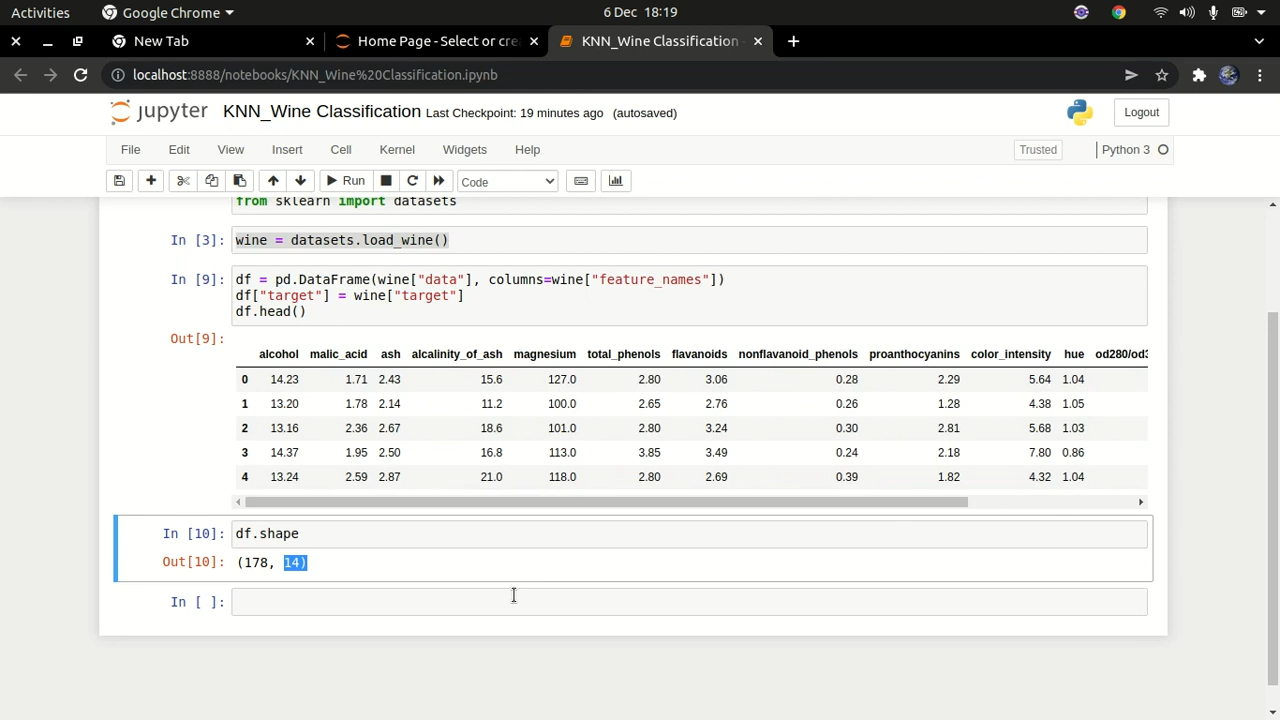 Activities Google Chrome 6 Dec 18:19
New Tab Home Page - Select or cre KNN_Wine Classification
localhost:8888/notebooks/KNN_Wine%20Classification.ipynb
jupyter KNN_Wine Classification Last Checkpoint: 19 minutes ago (autosaved) Logout
File Edit View Insert Cell Kernel Widgets Help Trusted Python 3
Run Code
from sklearn import datasets
In [3]: wine = datasets.load_wine()
In [9]: df = pd.DataFrame(wine["data"], columns=wine["feature_names"])
df["target"] = wine["target"]
df.head()
Out[9]:
alcohol malic_acid ash alcalinity_of_ash magnesium total_phenols flavanoids nonflavanoid_phenols proanthocyanins color_intensity hue od280/od3
0 14.23 1.71 2.43 15.6 127.0 2.80 3.06 0.28 2.29 5.64 1.04
1 13.20 1.78 2.14 11.2 100.0 2.65 2.76 0.26 1.28 4.38 1.05
2 13.16 2.36 2.67 18.6 101.0 2.80 3.24 0.30 2.81 5.68 1.03
3 14.37 1.95 2.50 16.8 113.0 3.85 3.49 0.24 2.18 7.80 0.86
4 13.24 2.59 2.87 21.0 118.0 2.80 2.69 0.39 1.82 4.32 1.04
In [10]: df.shape
Out[10]: (178, 14)
In [ ]: